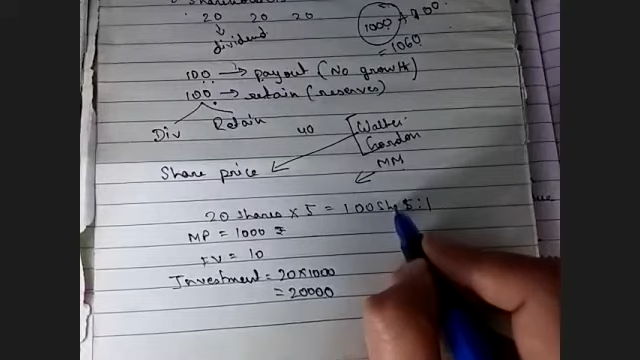 20 20 20
dividend
1000
= 1060
100 → payout (No growth)
100 → retain (reserves)
Div Retain 40
Walter
Gordon
Share price
MM
20 shares × 5 = 100 Sh 5:1
MP = 1000 ₹
FV = 10
Investment = 20×1000
= 20000